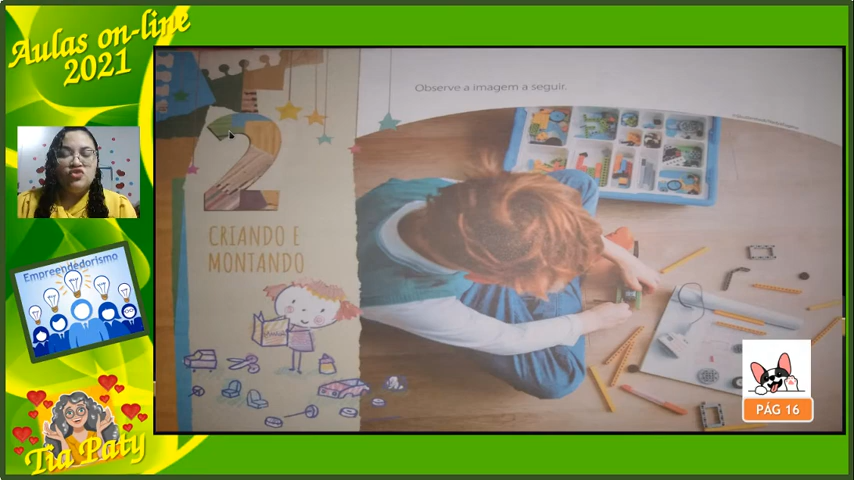 Aulas on-line
2021
Empreendedorismo
Tia Paty
2
CRIANDO E
MONTANDO
Observe a imagem a seguir.
PÁG 16